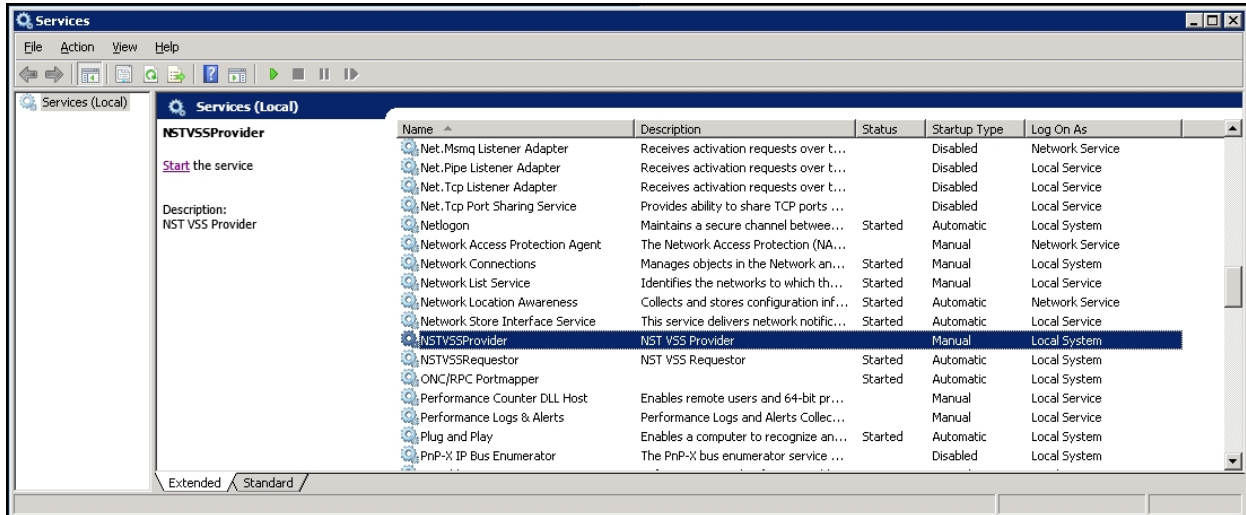 Services
File Action View Help
Services (Local)
Services (Local)
NSTVSSProvider
Start the service
Description:
NST VSS Provider
Name Description Status Startup Type Log On As
Net.Msmq Listener Adapter Receives activation requests over t... Disabled Network Service
Net.Pipe Listener Adapter Receives activation requests over t... Disabled Local Service
Net.Tcp Listener Adapter Receives activation requests over t... Disabled Local Service
Net.Tcp Port Sharing Service Provides ability to share TCP ports ... Disabled Local Service
Netlogon Maintains a secure channel betwee... Started Automatic Local System
Network Access Protection Agent The Network Access Protection (NA... Manual Network Service
Network Connections Manages objects in the Network an... Started Manual Local System
Network List Service Identifies the networks to which th... Started Manual Local Service
Network Location Awareness Collects and stores configuration inf... Started Automatic Network Service
Network Store Interface Service This service delivers network notific... Started Automatic Local Service
NSTVSSProvider NST VSS Provider Manual Local System
NSTVSSRequestor NST VSS Requestor Started Automatic Local System
ONC/RPC Portmapper Started Automatic Local System
Performance Counter DLL Host Enables remote users and 64-bit pr... Manual Local Service
Performance Logs & Alerts Performance Logs and Alerts Collec... Manual Local Service
Plug and Play Enables a computer to recognize an... Started Automatic Local System
PnP-X IP Bus Enumerator The PnP-X bus enumerator service ... Disabled Local System
Extended Standard